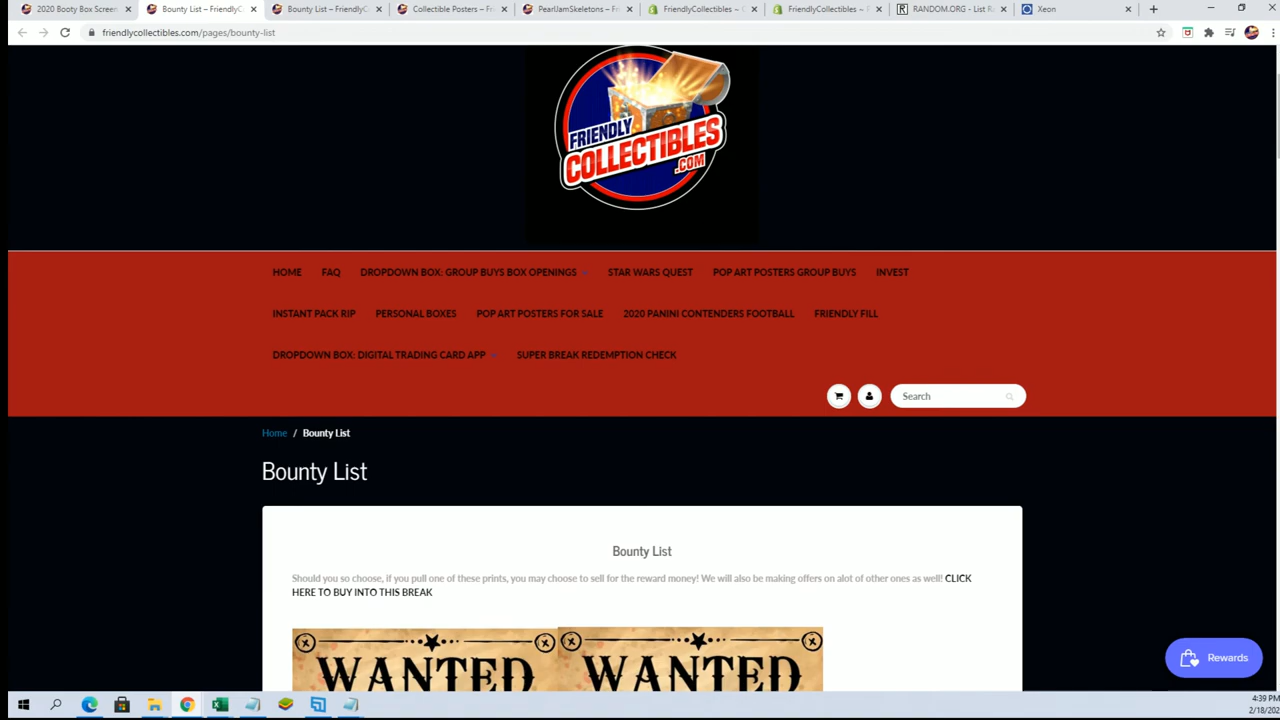 2020 Booty Box Screen
Bounty List – FriendlyC
Bounty List – FriendlyCo
Collectible Posters – Fri
PearlJamSkeletons – Fr
FriendlyCollectibles ~ C
FriendlyCollectibles ~
RANDOM.ORG - List R
Xeon
friendlycollectibles.com/pages/bounty-list
FRIENDLY
COLLECTIBLES
.COM
HOME FAQ DROPDOWN BOX: GROUP BUYS BOX OPENINGS STAR WARS QUEST POP ART POSTERS GROUP BUYS INVEST
INSTANT PACK RIP PERSONAL BOXES POP ART POSTERS FOR SALE 2020 PANINI CONTENDERS FOOTBALL FRIENDLY FILL
DROPDOWN BOX: DIGITAL TRADING CARD APP SUPER BREAK REDEMPTION CHECK
Search
Home / Bounty List
Bounty List
Bounty List
Should you so choose, if you pull one of these prints, you may choose to sell for the reward money! We will also be making offers on alot of other ones as well! CLICK
HERE TO BUY INTO THIS BREAK
WANTED WANTED
Rewards
4:39 PM
2/18/202